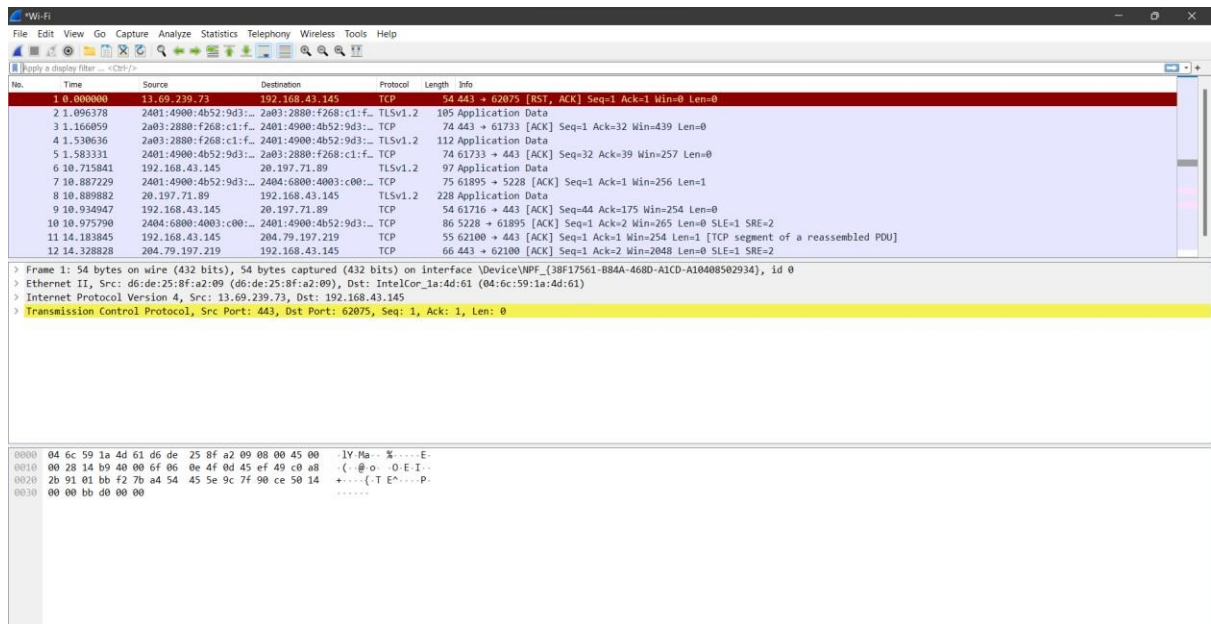 *Wi-Fi
File Edit View Go Capture Analyze Statistics Telephony Wireless Tools Help
Apply a display filter ... <Ctrl-/>
No. Time Source Destination Protocol Length Info
1 0.000000 13.69.239.73 192.168.43.145 TCP 54 443 → 62075 [RST, ACK] Seq=1 Ack=1 Win=0 Len=0
2 1.096378 2401:4900:4b52:9d3:… 2a03:2880:f268:c1:f… TLSv1.2 105 Application Data
3 1.166059 2a03:2880:f268:c1:f… 2401:4900:4b52:9d3:… TCP 74 443 → 61733 [ACK] Seq=1 Ack=32 Win=439 Len=0
4 1.530636 2a03:2880:f268:c1:f… 2401:4900:4b52:9d3:… TLSv1.2 112 Application Data
5 1.583331 2401:4900:4b52:9d3:… 2a03:2880:f268:c1:f… TCP 74 61733 → 443 [ACK] Seq=32 Ack=39 Win=257 Len=0
6 10.715841 192.168.43.145 20.197.71.89 TLSv1.2 97 Application Data
7 10.887229 2401:4900:4b52:9d3:… 2404:6800:4003:c00:… TCP 75 61895 → 5228 [ACK] Seq=1 Ack=1 Win=256 Len=1
8 10.889882 20.197.71.89 192.168.43.145 TLSv1.2 228 Application Data
9 10.934947 192.168.43.145 20.197.71.89 TCP 54 61716 → 443 [ACK] Seq=44 Ack=175 Win=254 Len=0
10 10.975790 2404:6800:4003:c00:… 2401:4900:4b52:9d3:… TCP 86 5228 → 61895 [ACK] Seq=1 Ack=2 Win=265 Len=0 SLE=1 SRE=2
11 14.183845 192.168.43.145 204.79.197.219 TCP 55 62100 → 443 [ACK] Seq=1 Ack=1 Win=254 Len=1 [TCP segment of a reassembled PDU]
12 14.328828 204.79.197.219 192.168.43.145 TCP 66 443 → 62100 [ACK] Seq=1 Ack=2 Win=2048 Len=0 SLE=1 SRE=2
> Frame 1: 54 bytes on wire (432 bits), 54 bytes captured (432 bits) on interface \Device\NPF_{38F17561-B84A-468D-A1CD-A10408502934}, id 0
> Ethernet II, Src: d6:de:25:8f:a2:09 (d6:de:25:8f:a2:09), Dst: IntelCor_1a:4d:61 (04:6c:59:1a:4d:61)
> Internet Protocol Version 4, Src: 13.69.239.73, Dst: 192.168.43.145
> Transmission Control Protocol, Src Port: 443, Dst Port: 62075, Seq: 1, Ack: 1, Len: 0
0000 04 6c 59 1a 4d 61 d6 de 25 8f a2 09 08 00 45 00 ·lY·Ma·· %·····E·
0010 00 28 14 b9 40 00 6f 06 0e 4f 0d 45 ef 49 c0 a8 ·(··@·o· ·O·E·I··
0020 2b 91 01 bb f2 7b a4 54 45 5e 9c 7f 90 ce 50 14 +····{·T E^····P·
0030 00 00 bb d0 00 00 ······